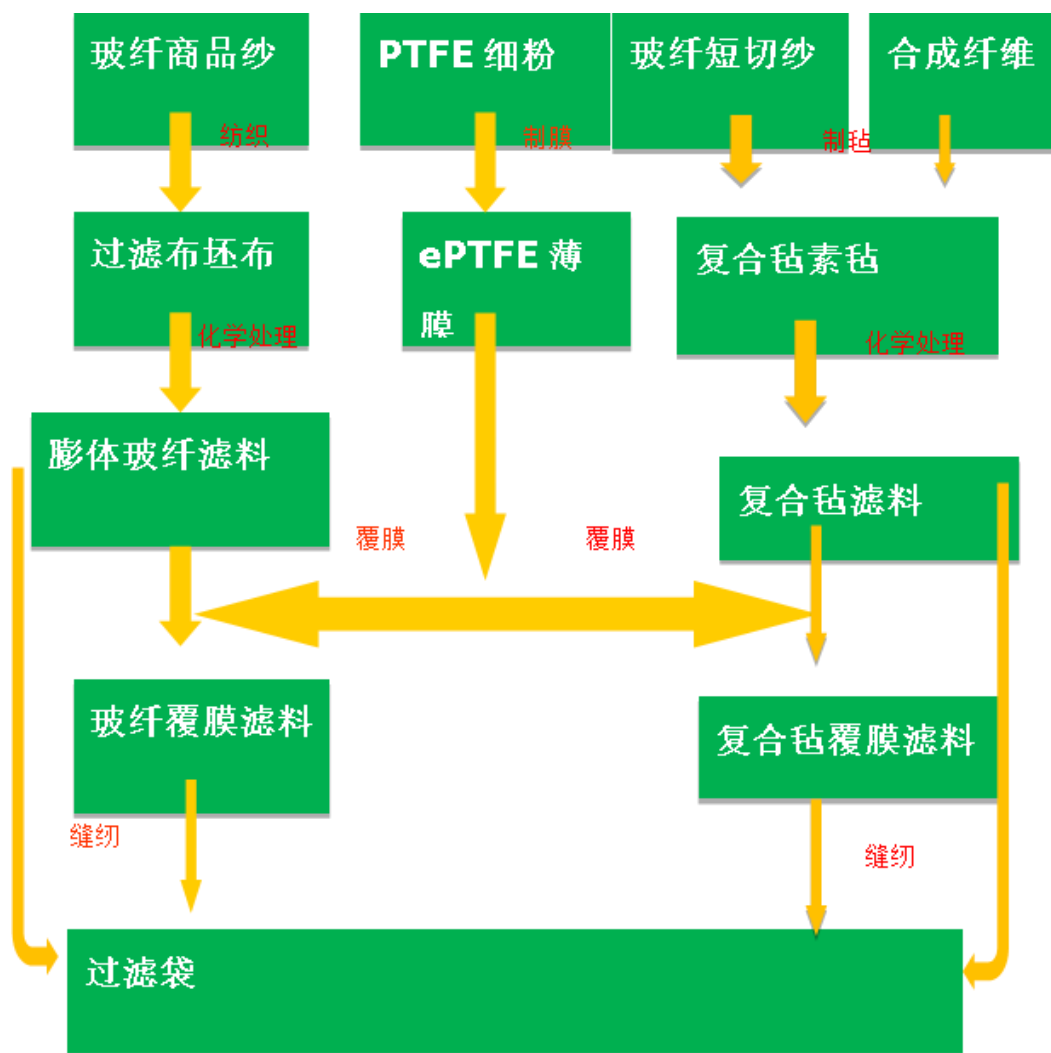 玻纤商品纱
PTFE 细粉
玻纤短切纱
合成纤维
纺织
制膜
制毡
过滤布坯布
ePTFE 薄
膜
复合毡素毡
化学处理
化学处理
膨体玻纤滤料
复合毡滤料
覆膜
覆膜
玻纤覆膜滤料
复合毡覆膜滤料
缝纫
缝纫
过滤袋